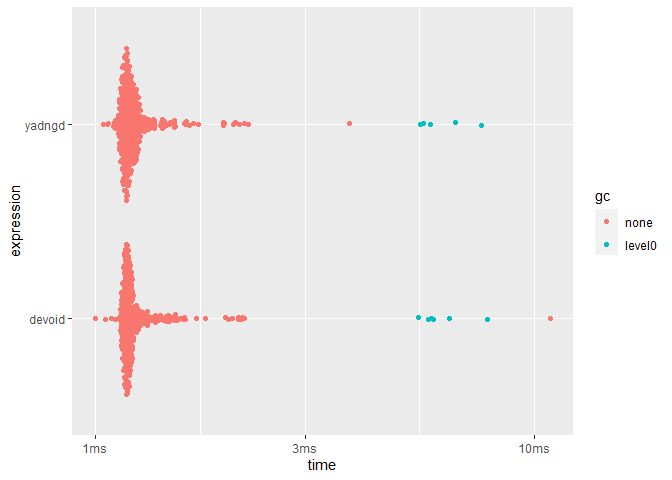 yadngd
devoid
expression
1ms
3ms
10ms
time
gc
none
level0